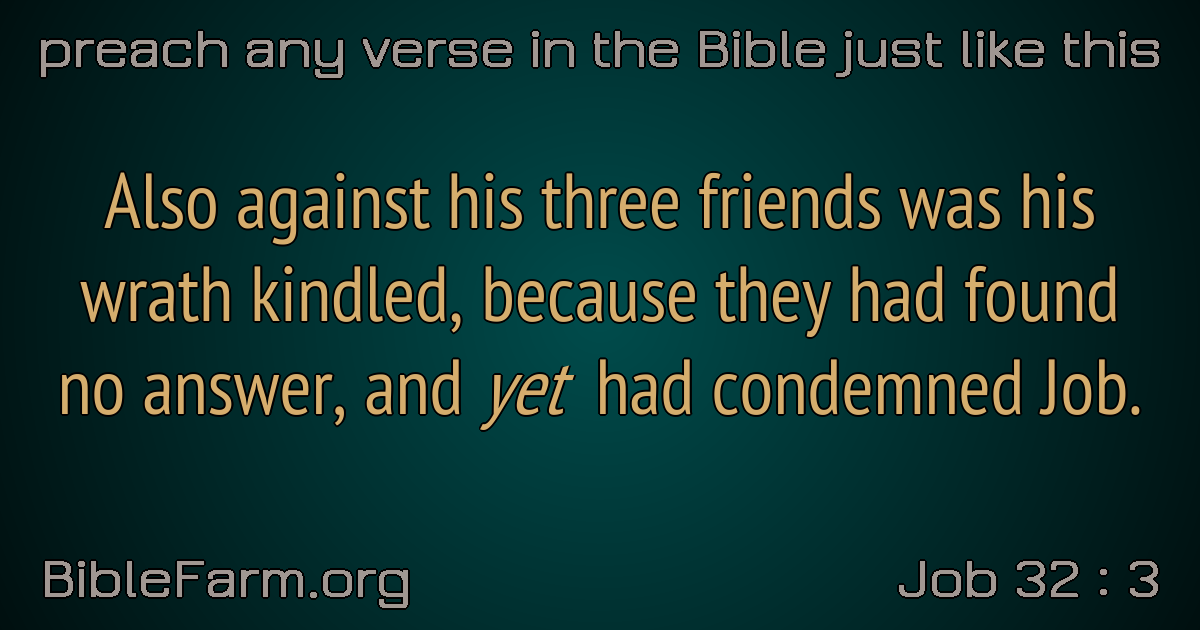 preach any verse in the Bible just like this
Also against his three friends was his
wrath kindled, because they had found
no answer, and yet had condemned Job.
BibleFarm.org
Job 32 : 3